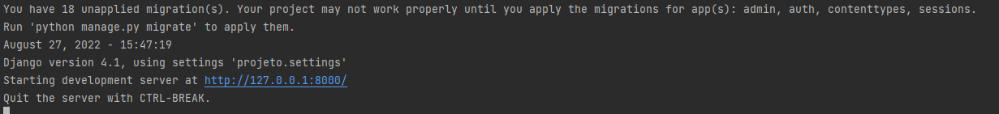 You have 18 unapplied migration(s). Your project may not work properly until you apply the migrations for app(s): admin, auth, contenttypes, sessions.
Run 'python manage.py migrate' to apply them.
August 27, 2022 - 15:47:19
Django version 4.1, using settings 'projeto.settings'
Starting development server at http://127.0.0.1:8000/
Quit the server with CTRL-BREAK.